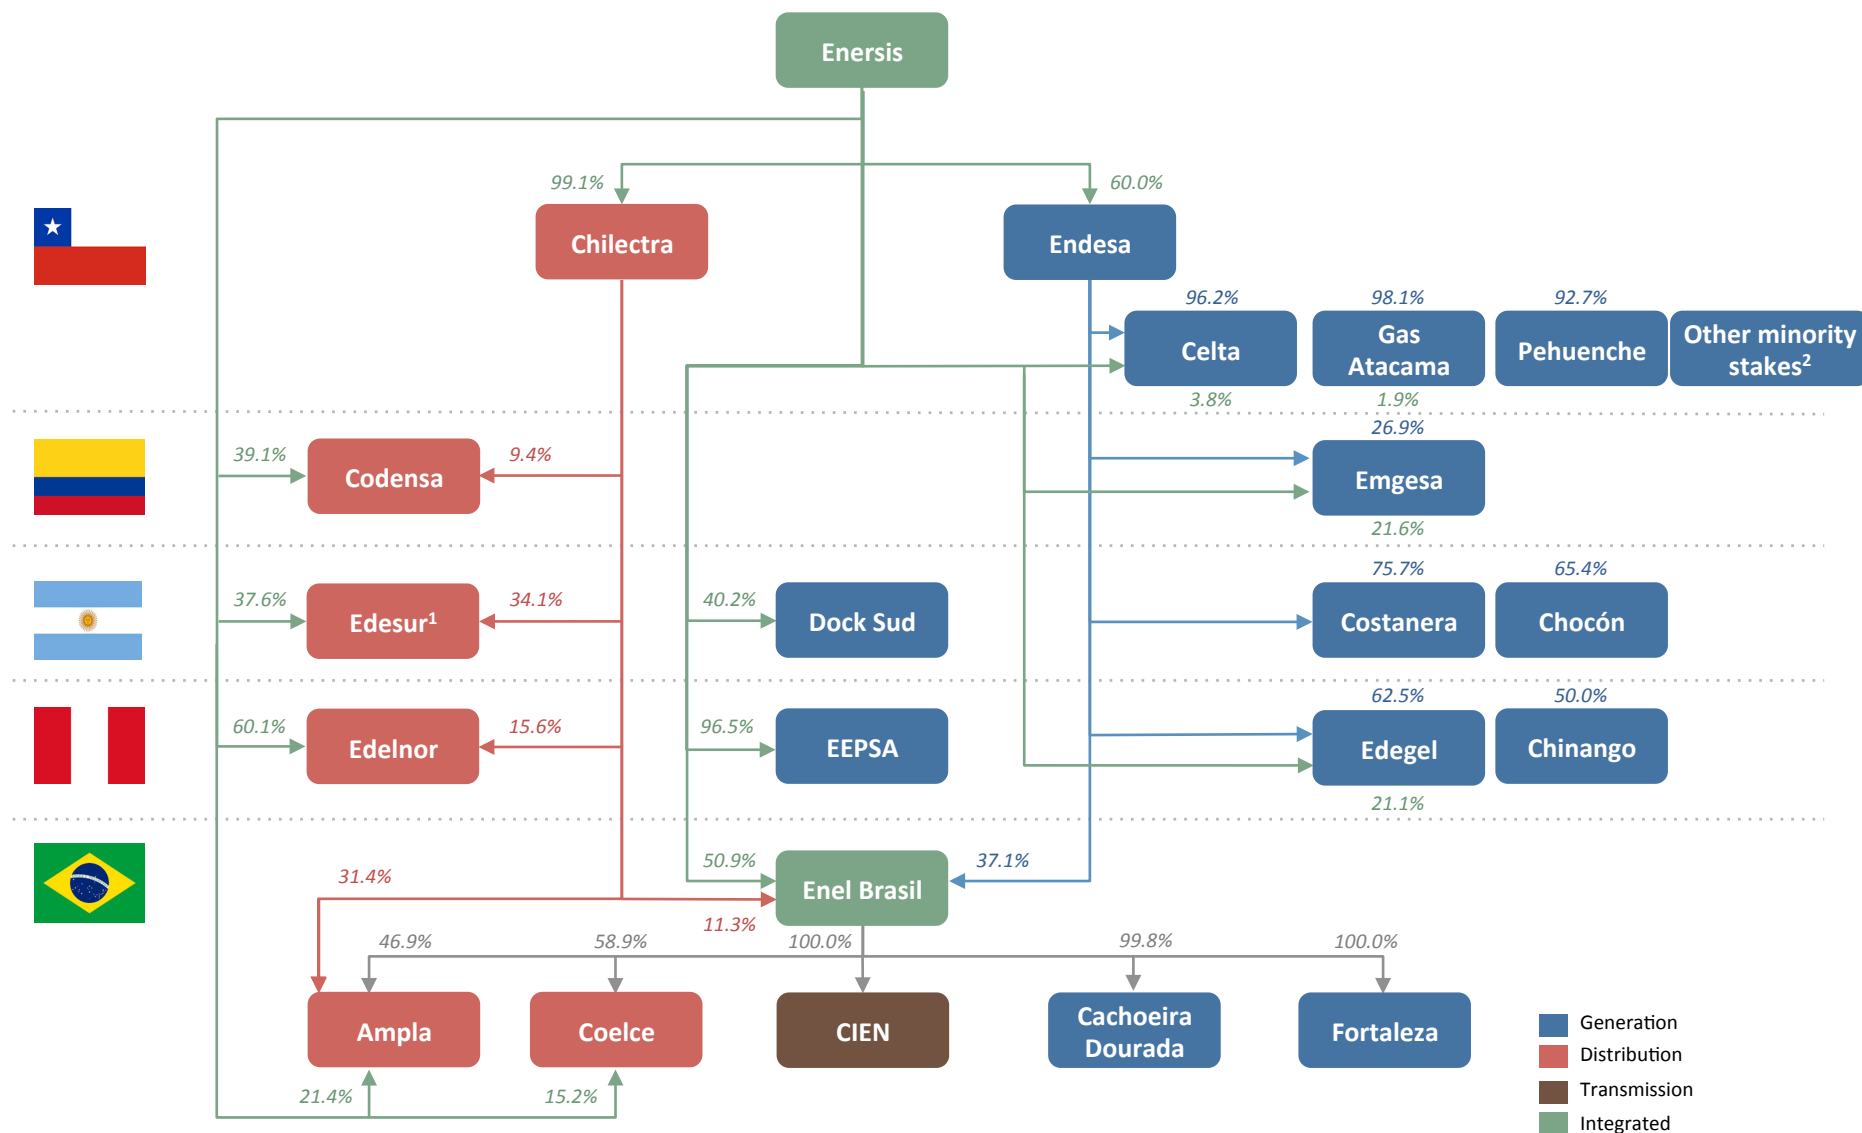 Enersis
99.1%
60.0%
Chilectra
Endesa
96.2%
98.1%
92.7%
Celta
Gas
Atacama
Pehuenche
Other minority
stakes²
3.8%
1.9%
39.1%
Codensa
9.4%
26.9%
Emgesa
21.6%
37.6%
Edesur¹
34.1%
40.2%
Dock Sud
75.7%
65.4%
Costanera
Chocón
60.1%
Edelnor
15.6%
96.5%
EEPSA
62.5%
50.0%
Edegel
Chinango
21.1%
50.9%
Enel Brasil
37.1%
31.4%
11.3%
46.9%
58.9%
100.0%
99.8%
100.0%
Ampla
Coelce
CIEN
Cachoeira
Dourada
Fortaleza
21.4%
15.2%
Generation
Distribution
Transmission
Integrated